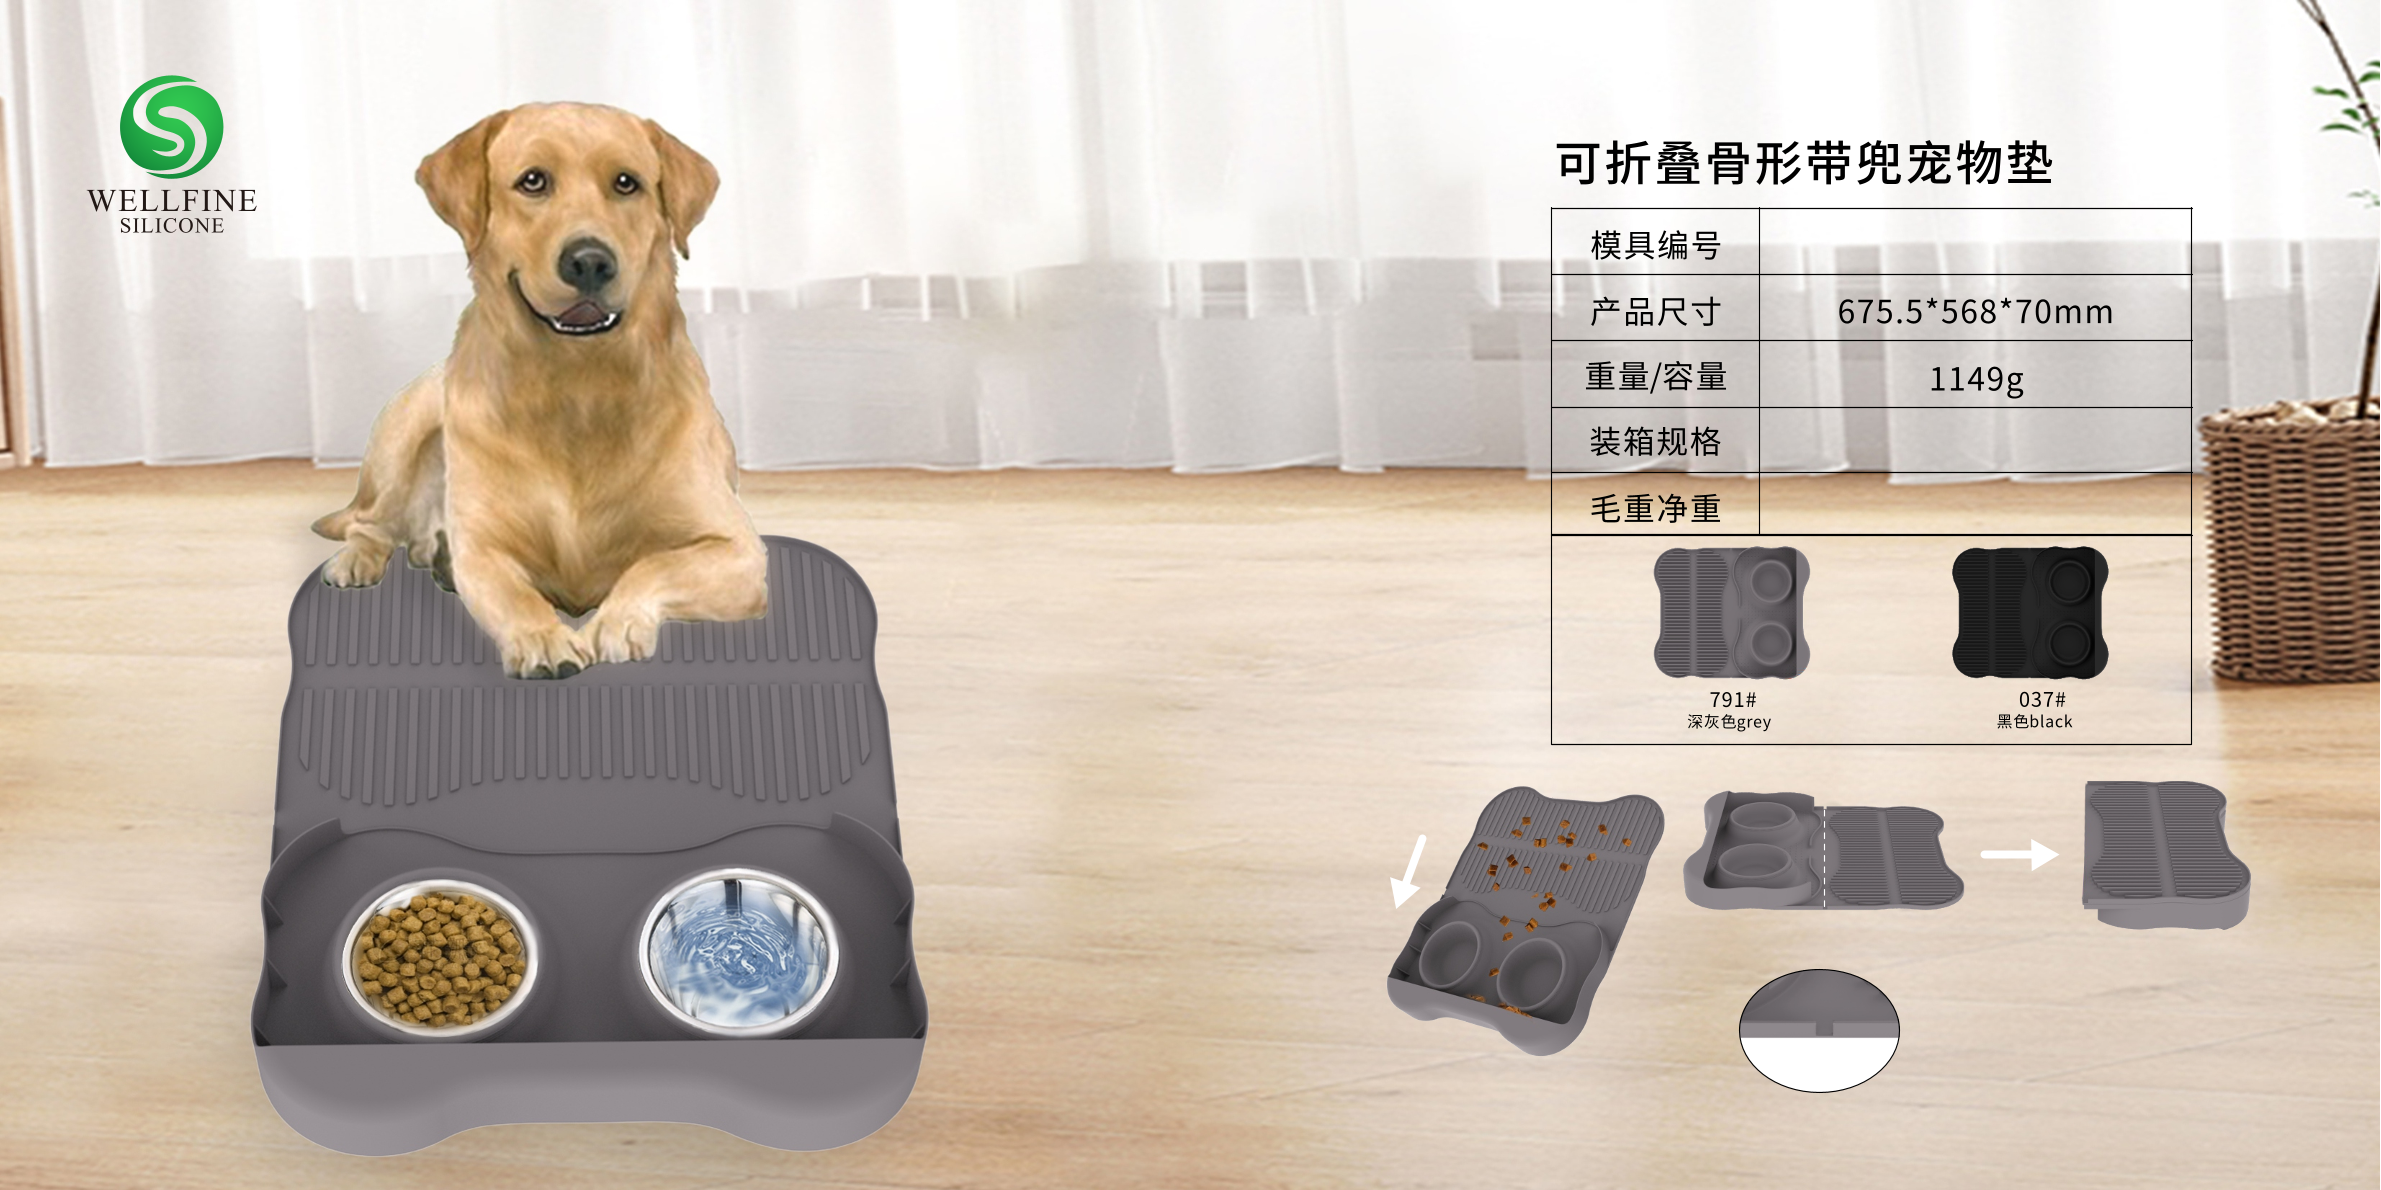 WELLFINE
SILICONE
可折叠骨形带兜宠物垫
模具编号
产品尺寸 675.5*568*70mm
重量/容量 1149g
装箱规格
毛重净重
791# 037#
深灰色grey 黑色black